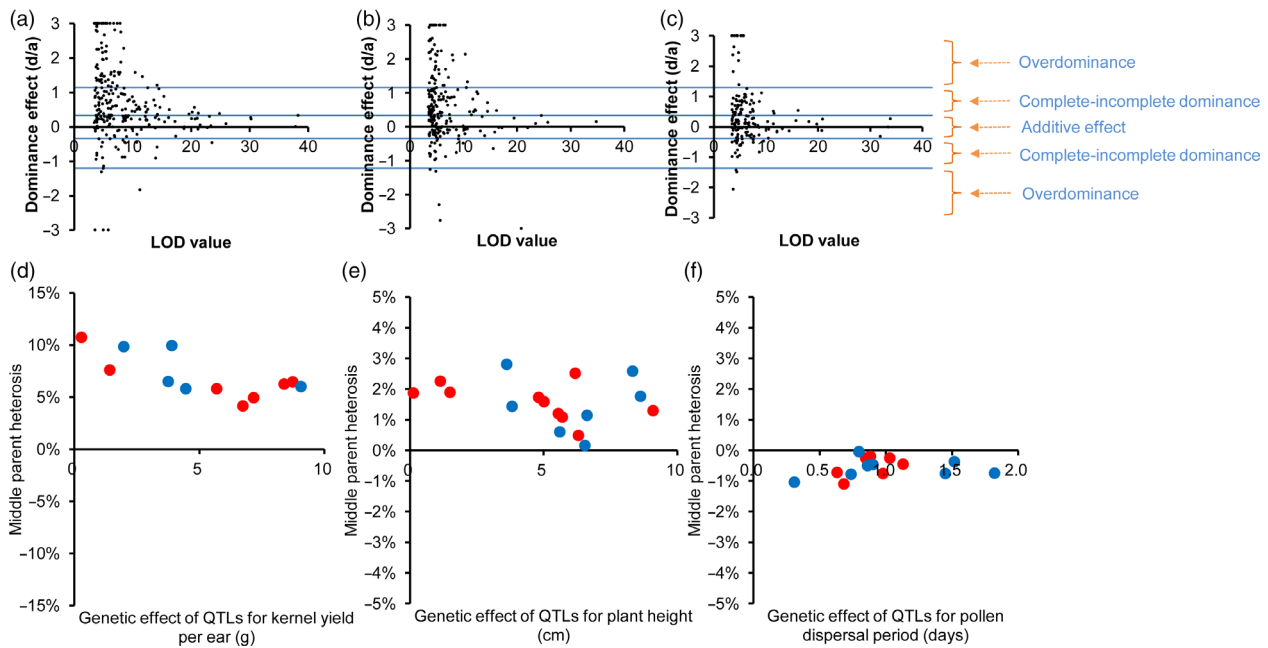 (a)
3
2
1
0
−1
−2
−3
0
10
20
30
40
Dominance effect (d/a)
LOD value
(b)
3
2
1
0
−1
−2
−3
0
10
20
30
40
Dominance effect (d/a)
LOD value
(c)
3
2
1
0
−1
−2
−3
0
10
20
30
40
Dominance effect (d/a)
LOD value
Overdominance
Complete-incomplete dominance
Additive effect
Complete-incomplete dominance
Overdominance
(d)
15%
10%
5%
0%
−5%
−10%
−15%
0
5
10
Middle parent heterosis
Genetic effect of QTLs for kernel yield
per ear (g)
(e)
5%
4%
3%
2%
1%
0%
−1%
−2%
−3%
−4%
−5%
0
5
10
Middle parent heterosis
Genetic effect of QTLs for plant height
(cm)
(f)
5%
4%
3%
2%
1%
0%
−1%
−2%
−3%
−4%
−5%
0.0
0.5
1.0
1.5
2.0
Middle parent heterosis
Genetic effect of QTLs for pollen
dispersal period (days)